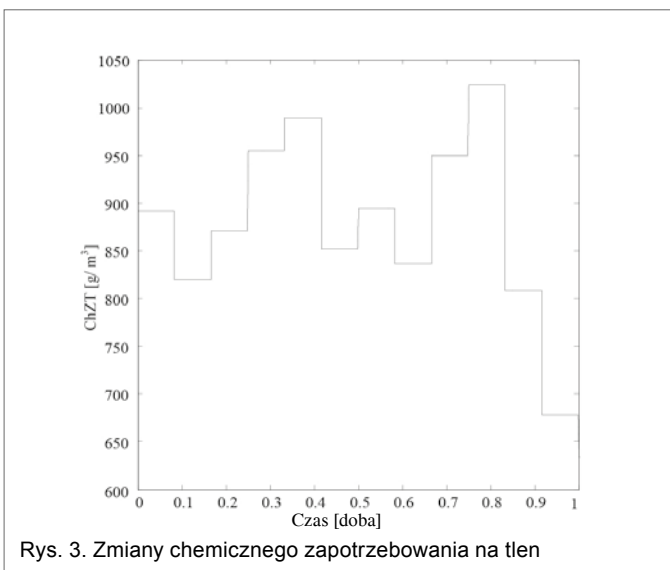 1050
1000
950
900
850
800
750
700
650
600
ChZT [g/ m³]
0 0.1 0.2 0.3 0.4 0.5 0.6 0.7 0.8 0.9 1
Czas [doba]
Rys. 3. Zmiany chemicznego zapotrzebowania na tlen